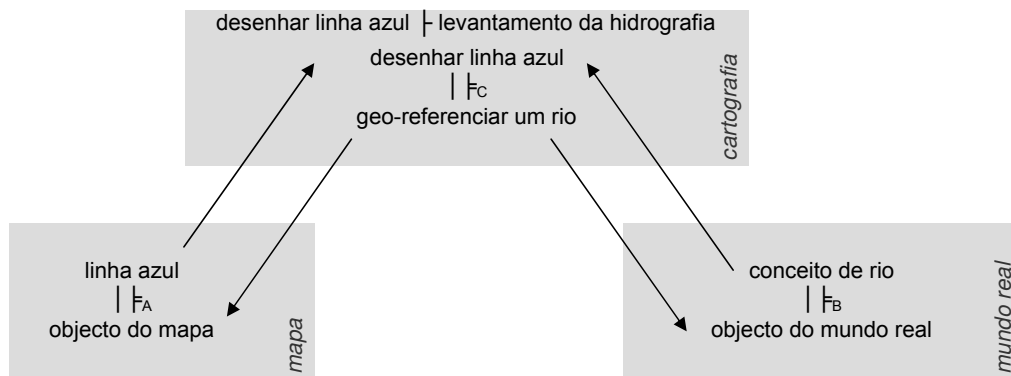 desenhar linha azul ├ levantamento da hidrografia
desenhar linha azul
| ╞C
geo-referenciar um rio
cartografia
linha azul
| ╞A
objecto do mapa
mapa
conceito de rio
| ╞B
objecto do mundo real
mundo real